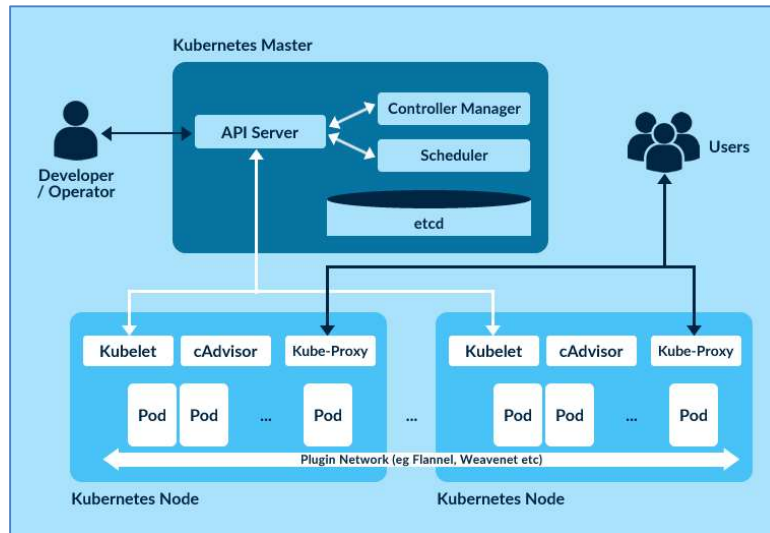 Kubernetes Master
API Server
Controller Manager
Scheduler
etcd
Developer
/ Operator
Users
Kubelet
cAdvisor
Kube-Proxy
Pod
Pod
...
Pod
Kubernetes Node
...
Kubelet
cAdvisor
Kube-Proxy
Pod
Pod
...
Pod
Plugin Network (eg Flannel, Weavenet etc)
Kubernetes Node